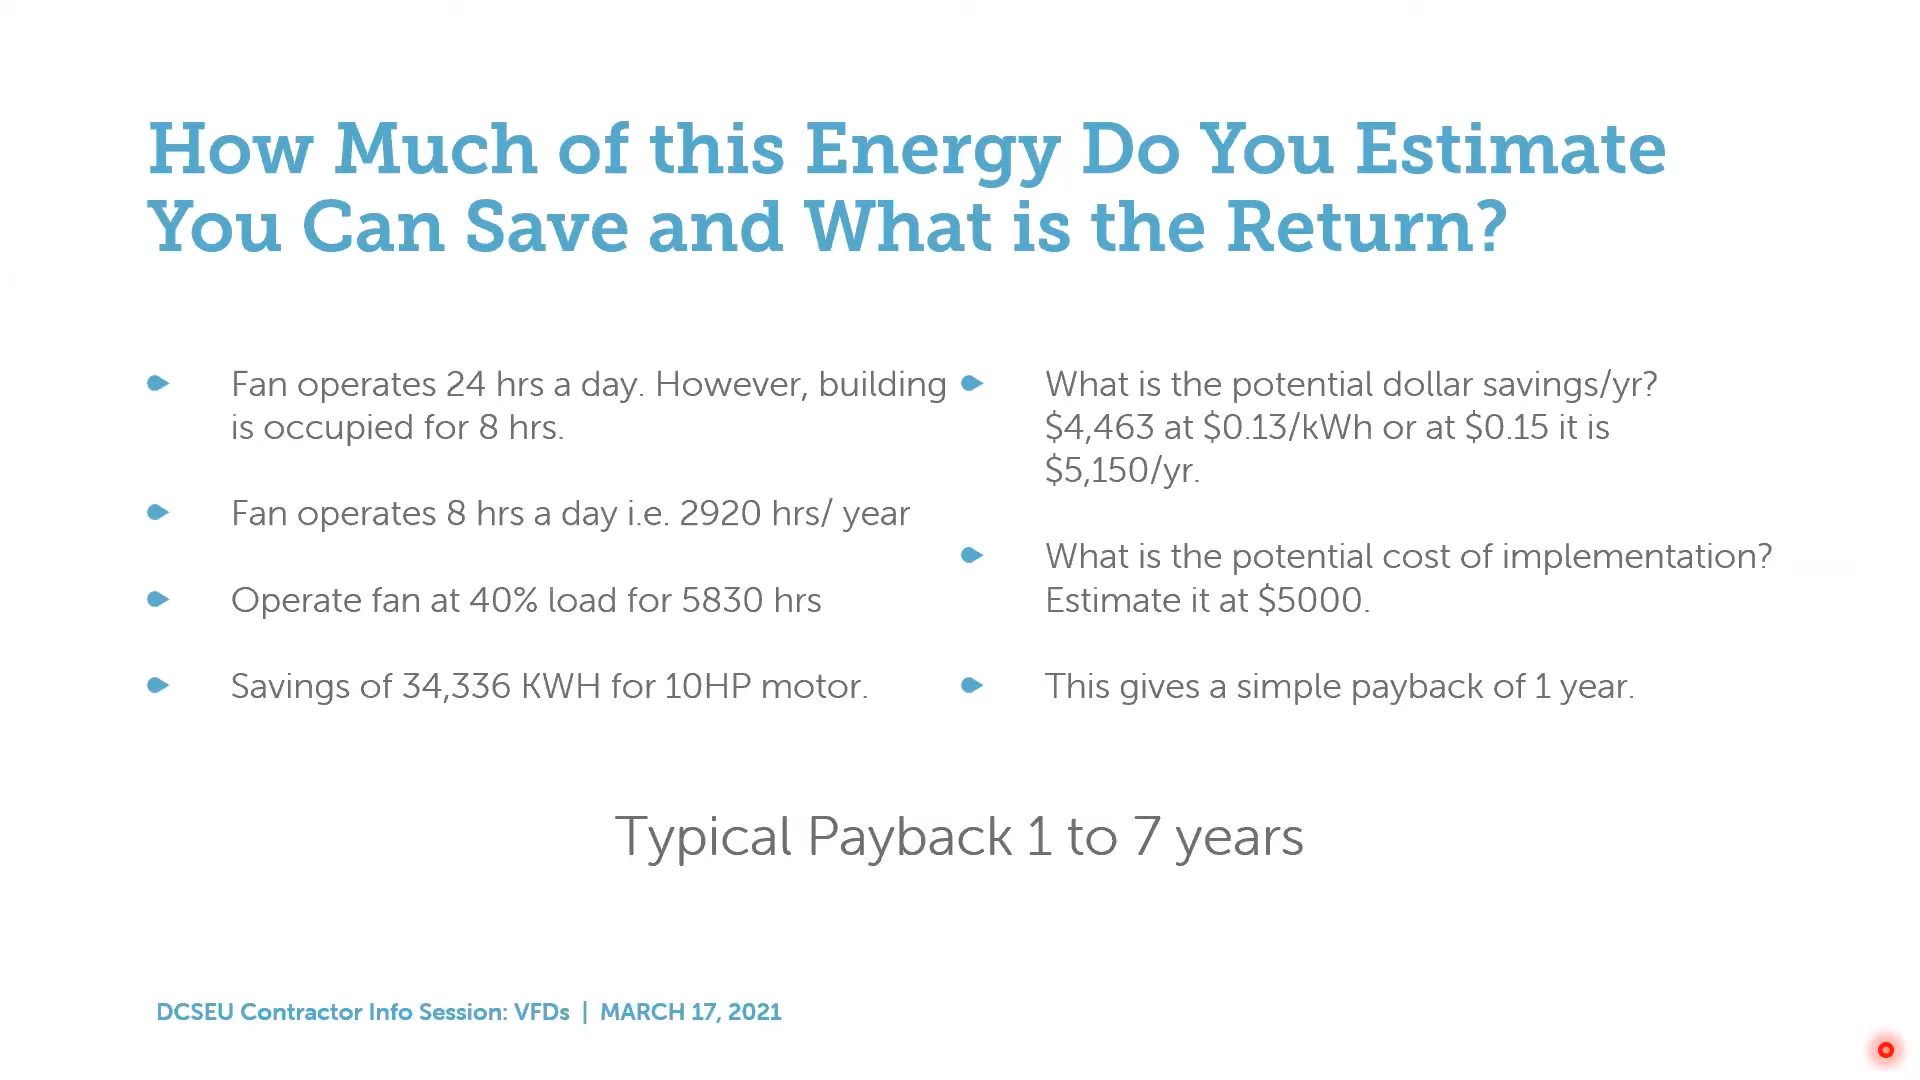 How Much of this Energy Do You Estimate
You Can Save and What is the Return?
Fan operates 24 hrs a day. However, building
is occupied for 8 hrs.
Fan operates 8 hrs a day i.e. 2920 hrs/ year
Operate fan at 40% load for 5830 hrs
Savings of 34,336 KWH for 10HP motor.
What is the potential dollar savings/yr?
$4,463 at $0.13/kWh or at $0.15 it is
$5,150/yr.
What is the potential cost of implementation?
Estimate it at $5000.
This gives a simple payback of 1 year.
Typical Payback 1 to 7 years
DCSEU Contractor Info Session: VFDs | MARCH 17, 2021